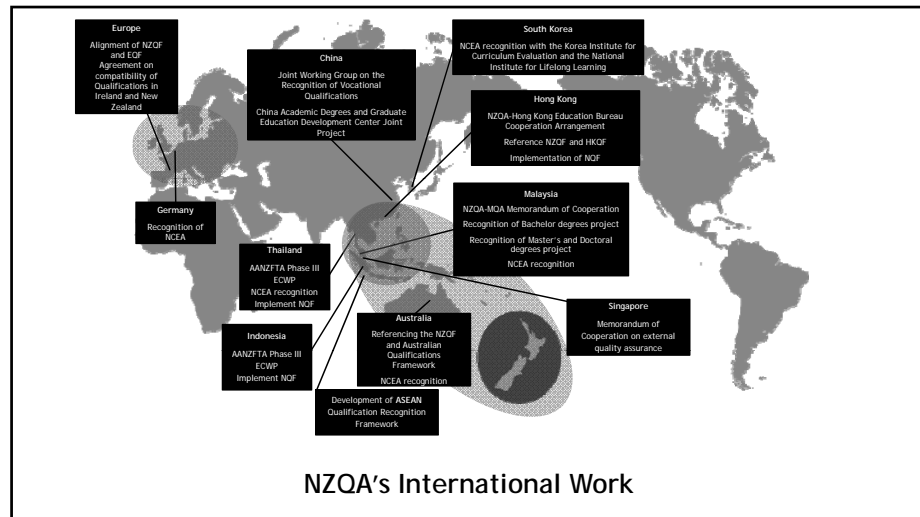 Europe
Alignment of NZQF
and EQF
Agreement on
compatibility of
Qualifications in
Ireland and New
Zealand
China
Joint Working Group on the
Recognition of Vocational
Qualifications
China Academic Degrees and Graduate
Education Development Center Joint
Project
South Korea
NCEA recognition with the Korea Institute for
Curriculum Evaluation and the National
Institute for Lifelong Learning
Hong Kong
NZQA-Hong Kong Education Bureau
Cooperation Arrangement
Reference NZQF and HKQF
Implementation of NQF
Germany
Recognition of
NCEA
Malaysia
NZQA-MQA Memorandum of Cooperation
Recognition of Bachelor degrees project
Recognition of Master's and Doctoral
degrees project
NCEA recognition
Thailand
AANZFTA Phase III
ECWP
NCEA recognition
Implement NQF
Singapore
Memorandum of
Cooperation on external
quality assurance
Indonesia
AANZFTA Phase III
ECWP
Implement NQF
Australia
Referencing the NZQF
and Australian
Qualifications
Framework
NCEA recognition
Development of ASEAN
Qualification Recognition
Framework
NZQA's International Work